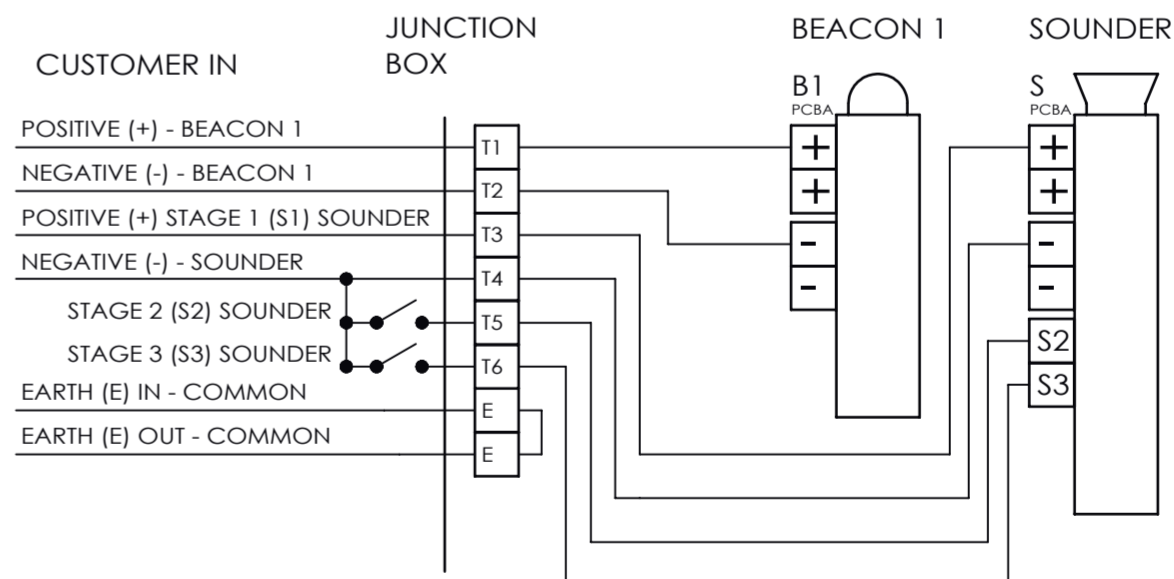 CUSTOMER IN
JUNCTION
BOX
BEACON 1
SOUNDER
B1
PCBA
S
PCBA
POSITIVE (+) - BEACON 1
NEGATIVE (-) - BEACON 1
POSITIVE (+) STAGE 1 (S1) SOUNDER
NEGATIVE (-) - SOUNDER
STAGE 2 (S2) SOUNDER
STAGE 3 (S3) SOUNDER
EARTH (E) IN - COMMON
EARTH (E) OUT - COMMON
T1
T2
T3
T4
T5
T6
E
E
+
+
-
-
+
+
-
-
S2
S3